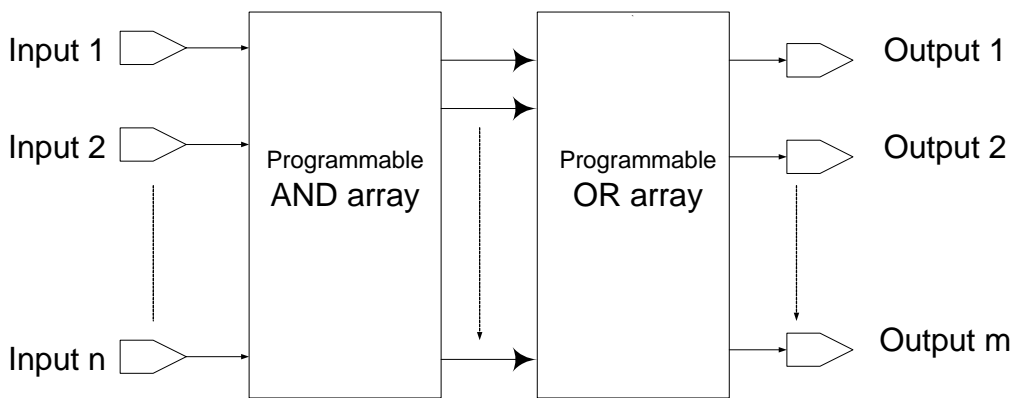 Input 1
Input 2
Input n
Programmable
AND array
Programmable
OR array
Output 1
Output 2
Output m